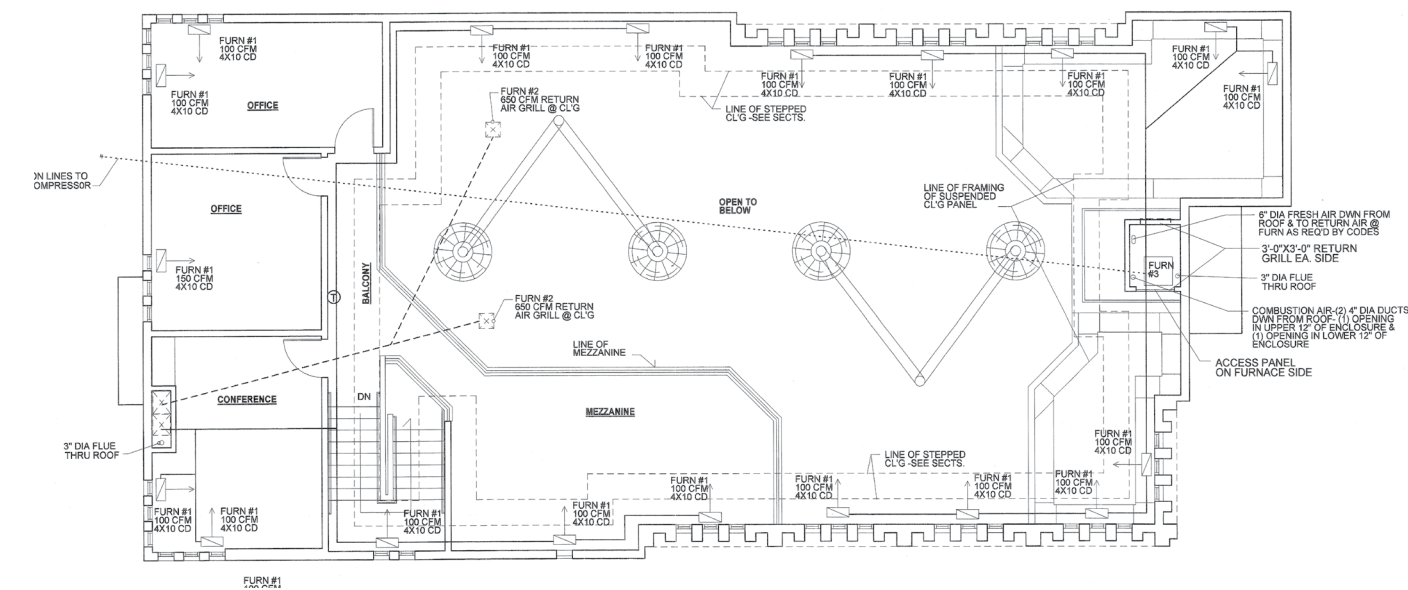 FURN #1
100 CFM
4X10 CD
FURN #1
100 CFM
4X10 CD
OFFICE
FURN #1
100 CFM
4X10 CD
FURN #1
100 CFM
4X10 CD
FURN #2
650 CFM RETURN
AIR GRILL @ CL'G
FURN #1
100 CFM
4X10 CD
FURN #1
100 CFM
4X10 CD
FURN #1
100 CFM
4X10 CD
LINE OF STEPPED
CL'G -SEE SECTS.
FURN #1
100 CFM
4X10 CD
FURN #1
100 CFM
4X10 CD
ON LINES TO
OMPRESSOR
OFFICE
OPEN TO
BELOW
LINE OF FRAMING
OF SUSPENDED
CL'G PANEL
6" DIA FRESH AIR DWN FROM
ROOF & TO RETURN AIR @
FURN AS REQ'D BY CODES
3'-0"X3'-0" RETURN
GRILL EA. SIDE
FURN
#3
3" DIA FLUE
THRU ROOF
COMBUSTION AIR-(2) 4" DIA DUCTS
DWN FROM ROOF- (1) OPENING
IN UPPER 12" OF ENCLOSURE &
(1) OPENING IN LOWER 12" OF
ENCLOSURE
ACCESS PANEL
ON FURNACE SIDE
FURN #1
150 CFM
4X10 CD
T
BALCONY
FURN #2
650 CFM RETURN
AIR GRILL @ CL'G
LINE OF
MEZZANINE
CONFERENCE
DN
MEZZANINE
3" DIA FLUE
THRU ROOF
LINE OF STEPPED
CL'G -SEE SECTS.
FURN #1
100 CFM
4X10 CD
FURN #1
100 CFM
4X10 CD
FURN #1
100 CFM
4X10 CD
FURN #1
100 CFM
4X10 CD
FURN #1
100 CFM
4X10 CD
FURN #1
100 CFM
4X10 CD
FURN #1
100 CFM
4X10 CD
FURN #1
100 CFM
4X10 CD
FURN #1
100 CFM
4X10 CD
FURN #1
100 CFM